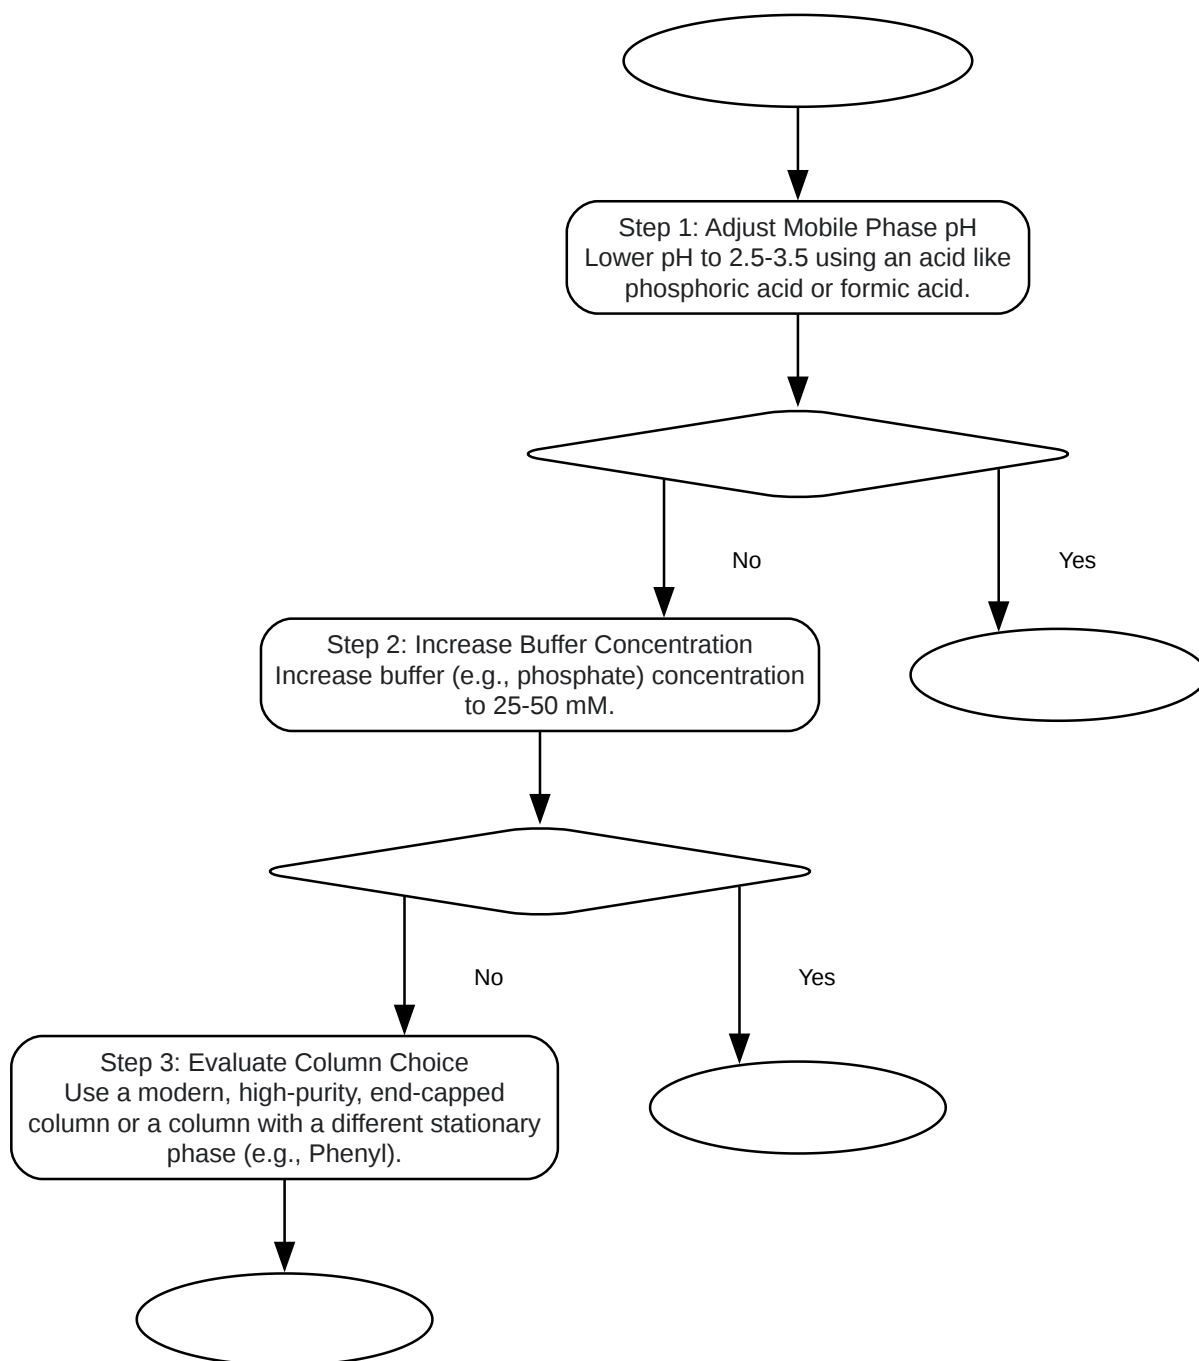 Step 1: Adjust Mobile Phase pH
Lower pH to 2.5-3.5 using an acid like
phosphoric acid or formic acid.
No
Yes
Step 2: Increase Buffer Concentration
Increase buffer (e.g., phosphate) concentration
to 25-50 mM.
No
Yes
Step 3: Evaluate Column Choice
Use a modern, high-purity, end-capped
column or a column with a different stationary
phase (e.g., Phenyl).